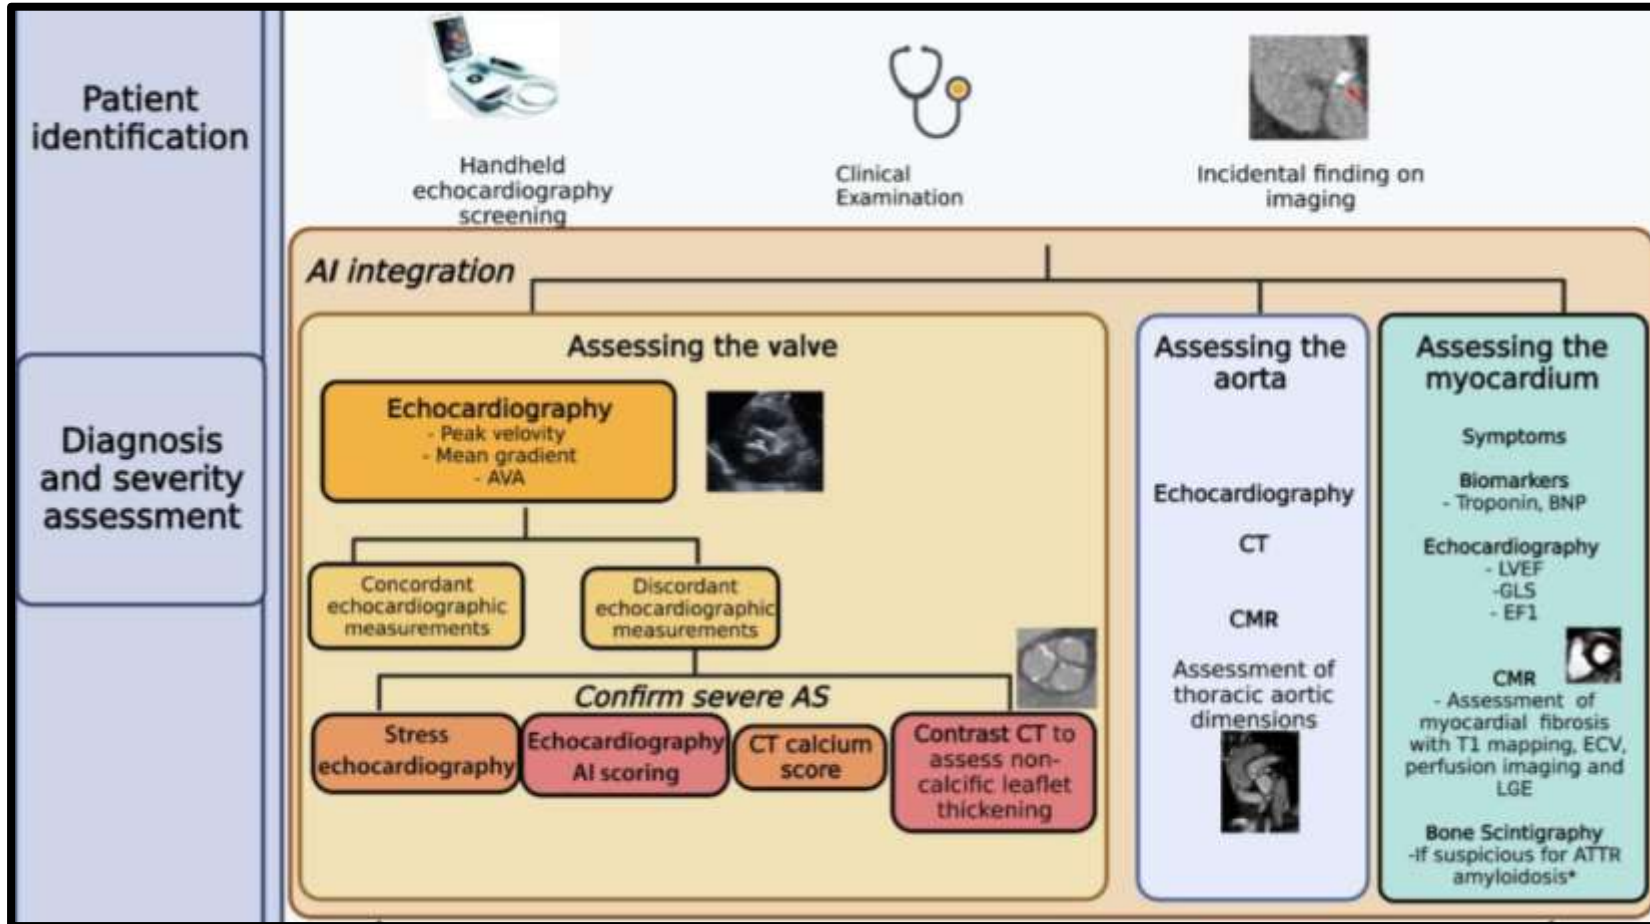 Patient
identification
Handheld
echocardiography
screening
Clinical
Examination
Incidental finding on
imaging
AI integration
Diagnosis
and severity
assessment
Assessing the valve
Echocardiography
- Peak velovity
- Mean gradient
- AVA
Concordant
echocardiographic
measurements
Discordant
echocardiographic
measurements
Confirm severe AS
Stress
echocardiography
Echocardiography
AI scoring
CT calcium
score
Contrast CT to
assess non-
calcific leaflet
thickening
Assessing the
aorta
Echocardiography
CT
CMR
Assessment of
thoracic aortic
dimensions
Assessing the
myocardium
Symptoms
Biomarkers
- Troponin, BNP
Echocardiography
- LVEF
-GLS
- EF1
CMR
- Assessment of
myocardial fibrosis
with T1 mapping, ECV,
perfusion imaging and
LGE
Bone Scintigraphy
-If suspicious for ATTR
amyloidosis*